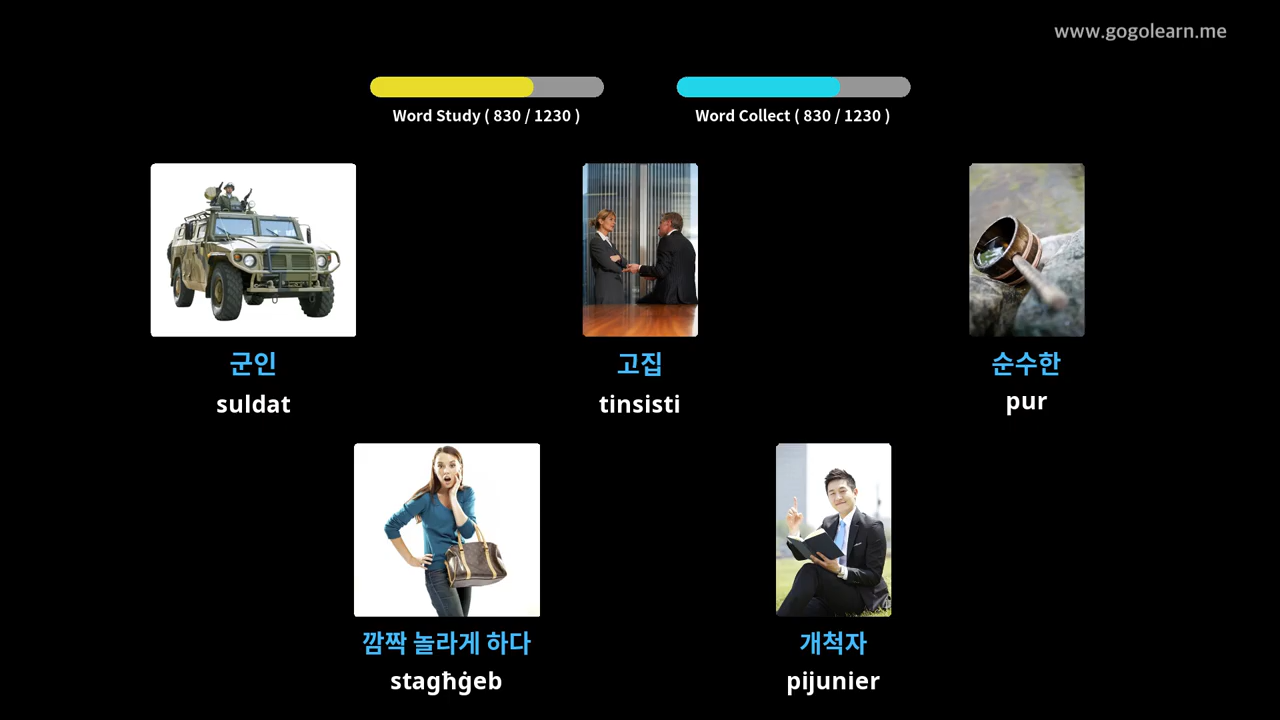 www.gogolearn.me
Word Study ( 830 / 1230 )
Word Collect ( 830 / 1230 )
군인
suldat
고집
tinsisti
순수한
pur
깜짝 놀라게 하다
stagħġeb
개척자
pijunier